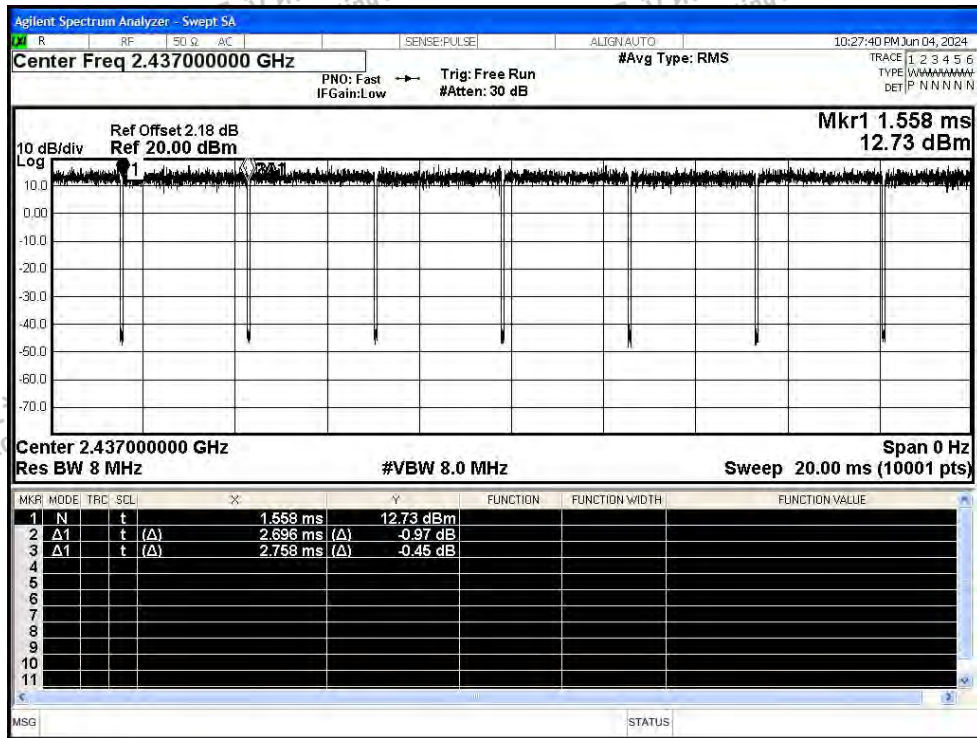 Agilent Spectrum Analyzer - Swept SA
R RF 50 Ω AC SENSE:PULSE ALIGN AUTO 10:27:40 PM Jun 04, 2024
Center Freq 2.437000000 GHz
#Avg Type: RMS
TRACE 1 2 3 4 5 6
TYPE
DET P N N N N N
PNO: Fast
IFGain:Low
Trig: Free Run
#Atten: 30 dB
Mkr1 1.558 ms
12.73 dBm
Ref Offset 2.18 dB
10 dB/div Ref 20.00 dBm
Log
1
10.0
0.00
-10.0
-20.0
-30.0
-40.0
-50.0
-60.0
-70.0
Center 2.437000000 GHz Span 0 Hz
Res BW 8 MHz #VBW 8.0 MHz Sweep 20.00 ms (10001 pts)
MKR MODE TRC SCL X Y FUNCTION FUNCTION WIDTH FUNCTION VALUE
1 N t 1.558 ms 12.73 dBm
2 Δ1 t (Δ) 2.696 ms (Δ) -0.97 dB
3 Δ1 t (Δ) 2.758 ms (Δ) -0.45 dB
4
5
6
7
8
9
10
11
MSG STATUS